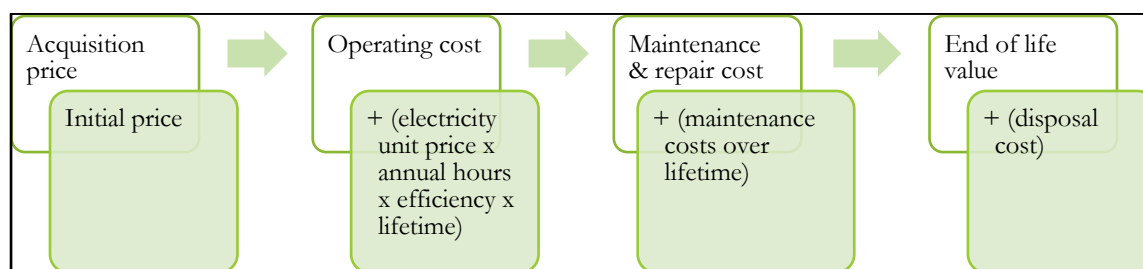 Acquisition
price
Initial price
Operating cost
+ (electricity
unit price x
annual hours
x efficiency x
lifetime)
Maintenance
& repair cost
+ (maintenance
costs over
lifetime)
End of life
value
+ (disposal
cost)